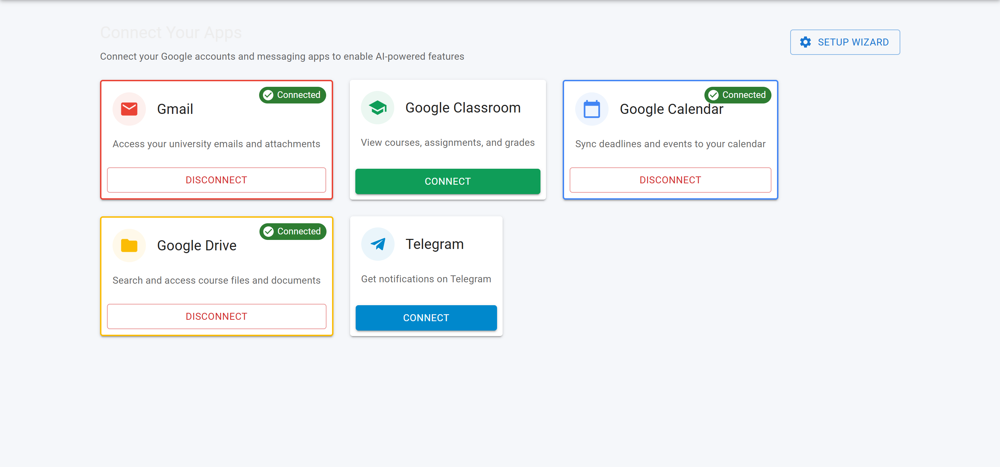 Connect Your Apps
Connect your Google accounts and messaging apps to enable AI-powered features
SETUP WIZARD
Connected
Gmail
Access your university emails and attachments
DISCONNECT
Google Classroom
View courses, assignments, and grades
CONNECT
Connected
Google Calendar
Sync deadlines and events to your calendar
DISCONNECT
Connected
Google Drive
Search and access course files and documents
DISCONNECT
Telegram
Get notifications on Telegram
CONNECT